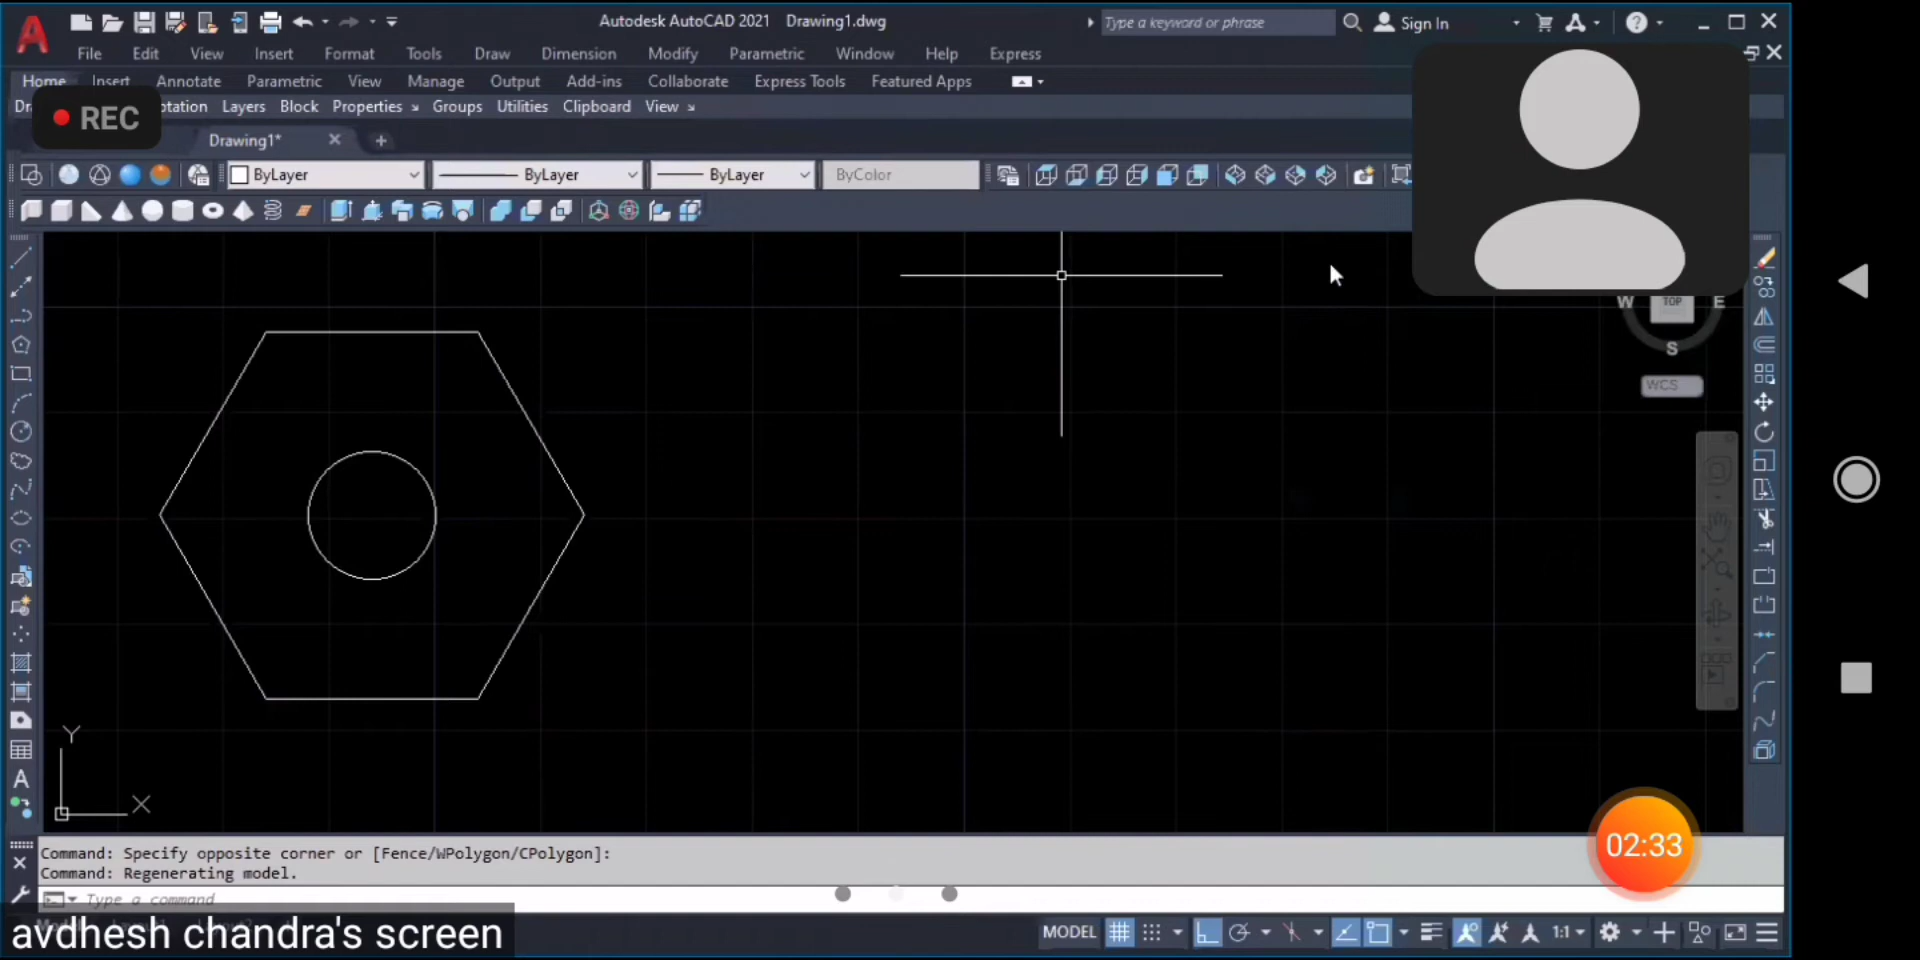 Autodesk AutoCAD 2021 Drawing1.dwg Type a keyword or phrase Sign In
File Edit View Insert Format Tools Draw Dimension Modify Parametric Window Help Express
Home Insert Annotate Parametric View Manage Output Add-ins Collaborate Express Tools Featured Apps
otation Layers Block Properties Groups Utilities Clipboard View
REC
Drawing1*
ByLayer ByLayer ByLayer ByColor
W TOP E
S
WCS
Y
X
Command: Specify opposite corner or [Fence/WPolygon/CPolygon]:
Command: Regenerating model.
Type a command
02:33
avdhesh chandra's screen
MODEL 1:1